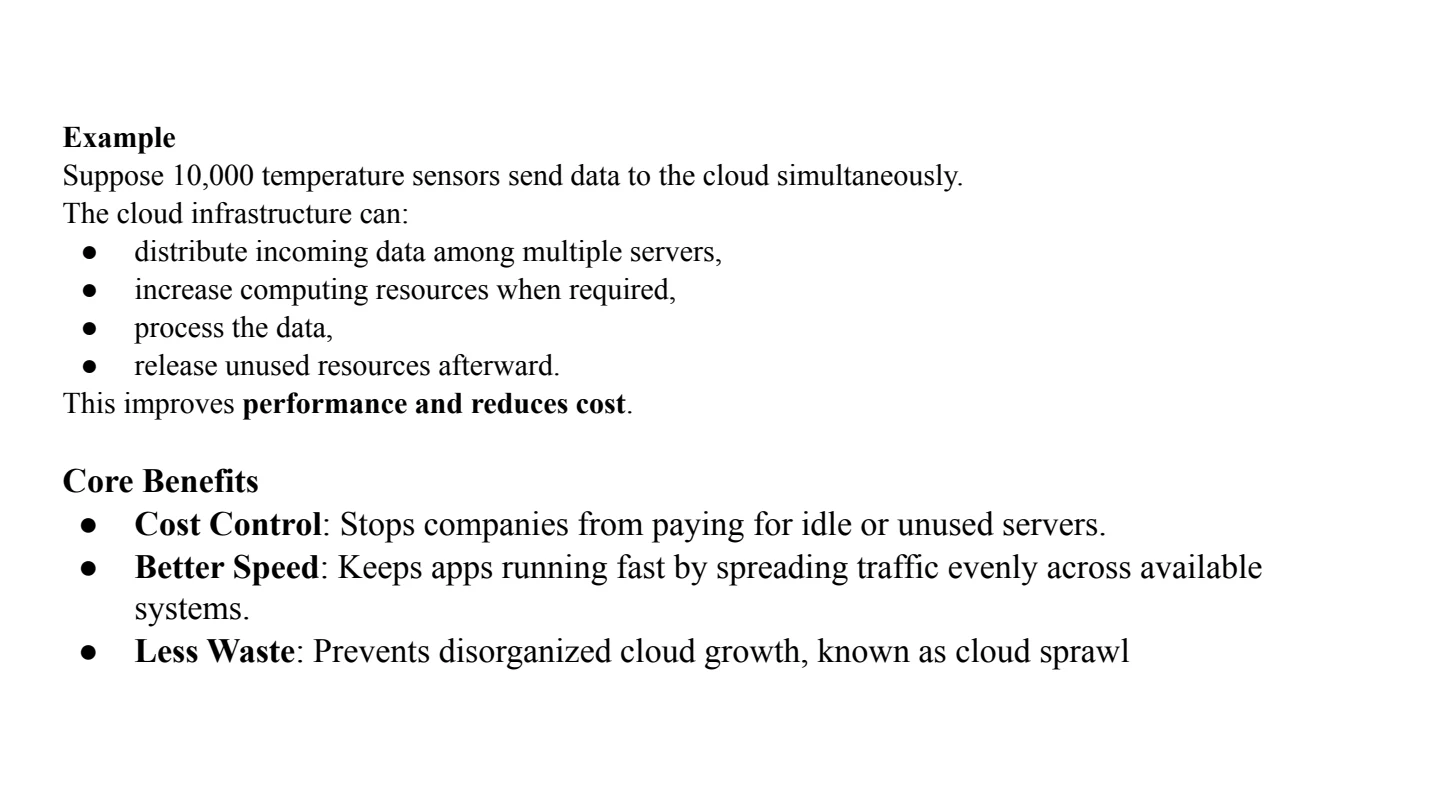 Example
Suppose 10,000 temperature sensors send data to the cloud simultaneously.
The cloud infrastructure can:
● distribute incoming data among multiple servers,
● increase computing resources when required,
● process the data,
● release unused resources afterward.
This improves performance and reduces cost.
Core Benefits
● Cost Control: Stops companies from paying for idle or unused servers.
● Better Speed: Keeps apps running fast by spreading traffic evenly across available
systems.
● Less Waste: Prevents disorganized cloud growth, known as cloud sprawl